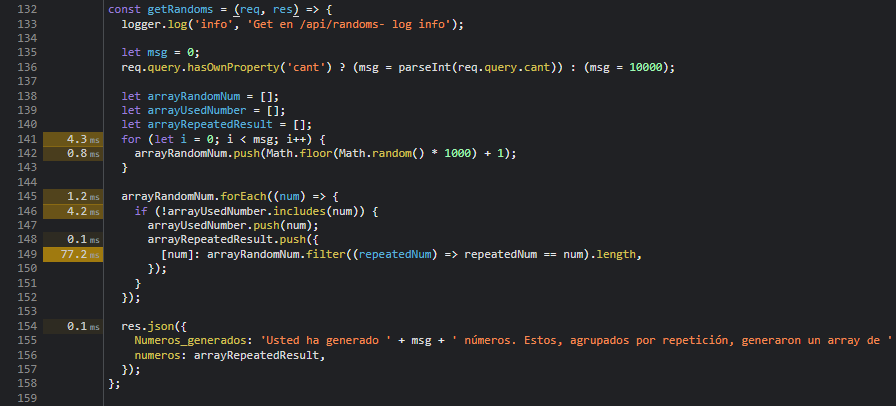 132 const getRandoms = (req, res) => {
133 logger.log('info', 'Get en /api/randoms- log info');
134
135 let msg = 0;
136 req.query.hasOwnProperty('cant') ? (msg = parseInt(req.query.cant)) : (msg = 10000);
137
138 let arrayRandomNum = [];
139 let arrayUsedNumber = [];
140 let arrayRepeatedResult = [];
141 4.3 ms for (let i = 0; i < msg; i++) {
142 0.8 ms arrayRandomNum.push(Math.floor(Math.random() * 1000) + 1);
143 }
144
145 1.2 ms arrayRandomNum.forEach((num) => {
146 4.2 ms if (!arrayUsedNumber.includes(num)) {
147 arrayUsedNumber.push(num);
148 0.1 ms arrayRepeatedResult.push({
149 77.2 ms [num]: arrayRandomNum.filter((repeatedNum) => repeatedNum == num).length,
150 });
151 }
152 });
153
154 0.1 ms res.json({
155 Numeros_generados: 'Usted ha generado ' + msg + ' números. Estos, agrupados por repetición, generaron un array de '
156 numeros: arrayRepeatedResult,
157 });
158 };
159